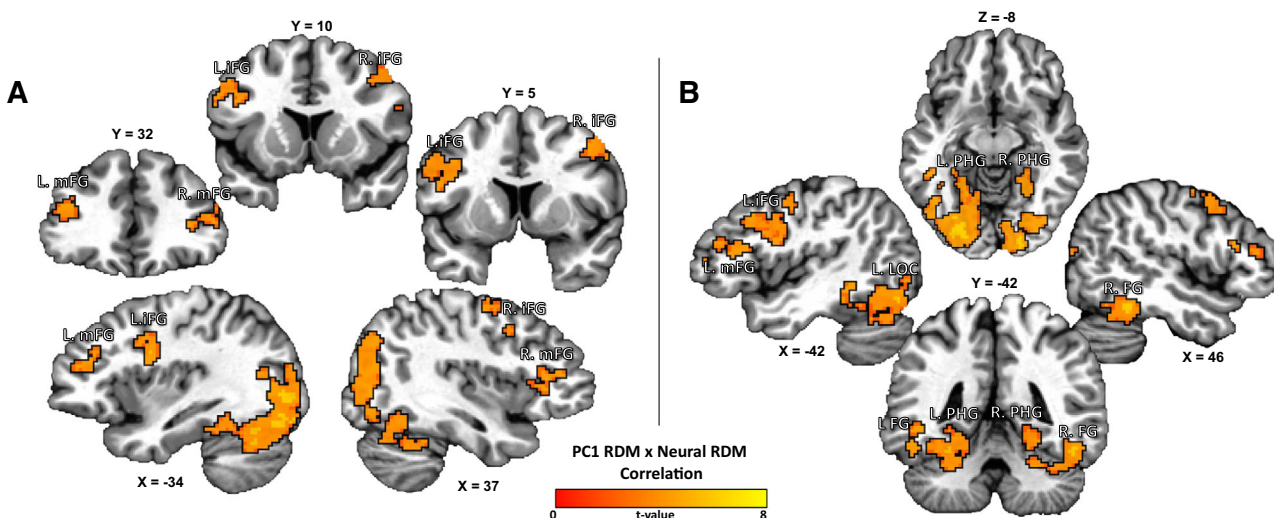 A
Y = 10
L.iFG
R. iFG
Y = 5
L.iFG
R. iFG
Y = 32
L. mFG
R. mFG
L. mFG
L.iFG
X = -34
R. iFG
R. mFG
X = 37
PC1 RDM x Neural RDM
Correlation
0
t-value
8
B
Z = -8
L. PHG
R. PHG
L.iFG
L. mFG
L. LOC
X = -42
R. FG
X = 46
Y = -42
L FG
L. PHG
R. PHG
R. FG